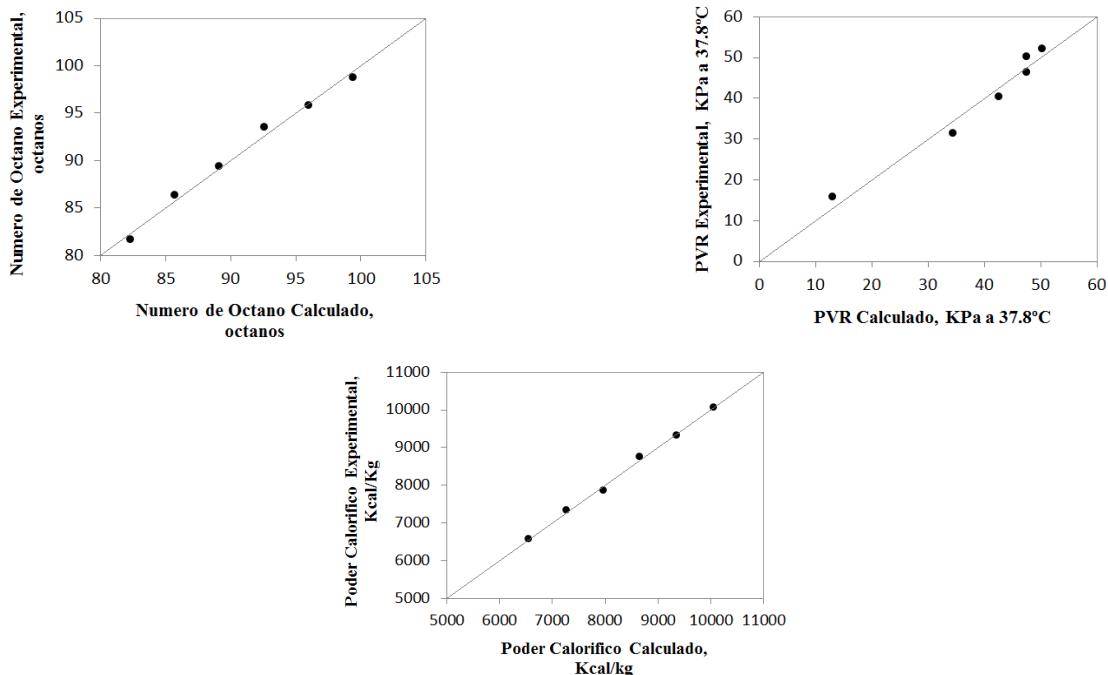 Numero de Octano Experimental,
octanos
105
100
95
90
85
80
80 85 90 95 100 105
Numero de Octano Calculado,
octanos
PVR Experimental, KPa a 37.8ºC
60
50
40
30
20
10
0
0 10 20 30 40 50 60
PVR Calculado, KPa a 37.8ºC
Poder Calorifico Experimental,
Kcal/Kg
11000
10000
9000
8000
7000
6000
5000
5000 6000 7000 8000 9000 10000 11000
Poder Calorifico Calculado,
Kcal/kg